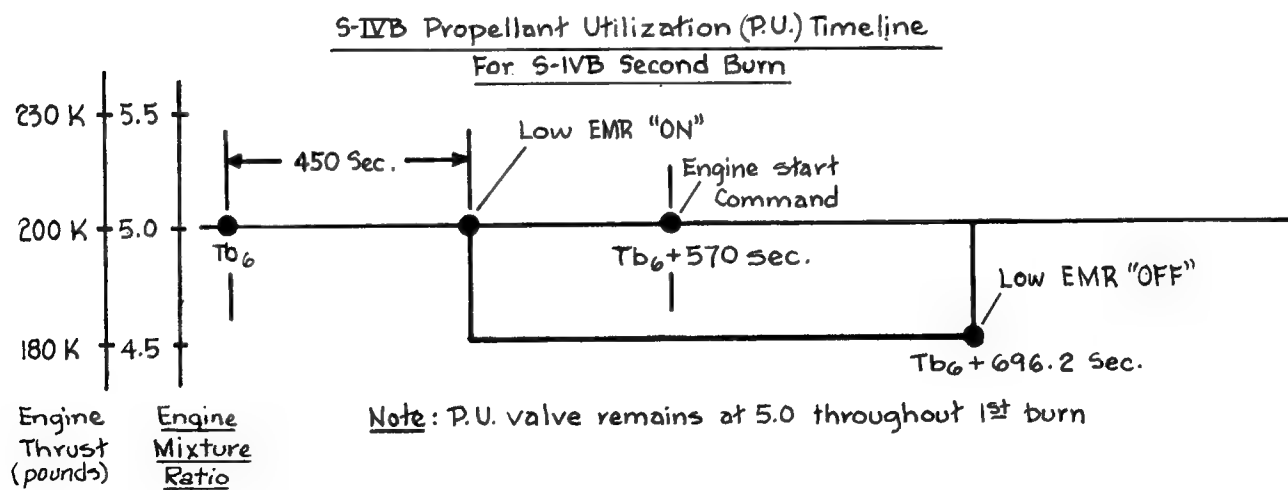 S-IVB Propellant Utilization (P.U.) Timeline
For S-IVB Second Burn
230 K 5.5
Low EMR "ON"
450 Sec.
Engine start
Command
200 K 5.0
Tb6
Tb6+570 sec.
Low EMR "OFF"
180 K 4.5
Tb6+696.2 Sec.
Engine
Thrust
(pounds)
Engine
Mixture
Ratio
Note: P.U. valve remains at 5.0 throughout 1st burn